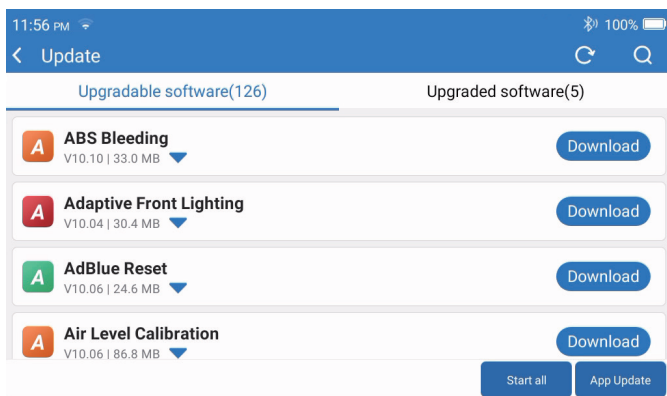 11:56 PM 100%
Update
Upgradable software(126) Upgraded software(5)
A ABS Bleeding
V10.10 | 33.0 MB
Download
A Adaptive Front Lighting
V10.04 | 30.4 MB
Download
A AdBlue Reset
V10.06 | 24.6 MB
Download
A Air Level Calibration
V10.06 | 86.8 MB
Download
Start all App Update